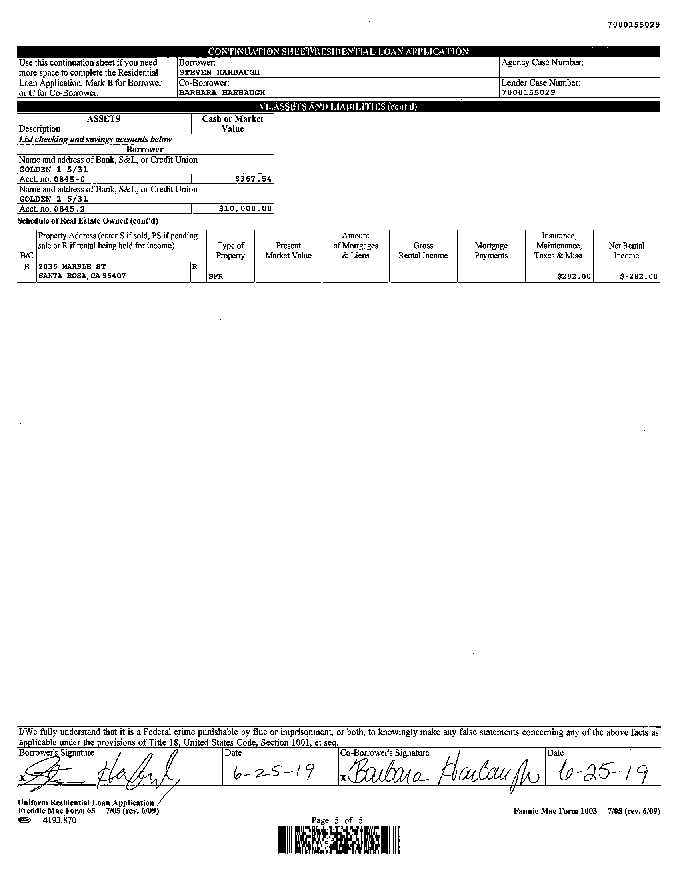 7000155029
CONTINUATION SHEET/RESIDENTIAL LOAN APPLICATION
Use this continuation sheet if you need more space to complete the Residential Loan Application. Mark B for Borrower or C for Co-Borrower.
Borrower:
STEVEN HARBAUGH
Agency Case Number:
Co-Borrower:
BARBARA HARBAUGH
Lender Case Number:
7000155029
VI. ASSETS AND LIABILITIES (cont'd)
ASSETS
Cash or Market Value
Description
List checking and savings accounts below
Borrower
Name and address of Bank, S&L, or Credit Union
GOLDEN 1 5/31
Acct. no. 0845-0 $367.54
Name and address of Bank, S&L, or Credit Union
GOLDEN 1 5/31
Acct. no. 0845.2 $10,000.00
Schedule of Real Estate Owned (cont'd)
B/C
Property Address (enter S if sold, PS if pending sale or R if rental being held for income)
Type of Property
Present Market Value
Amount of Mortgages & Liens
Gross Rental Income
Mortgage Payments
Insurance, Maintenance, Taxes & Misc
Net Rental Income
MARBLE ST R
SANTA ROSA, CA 95407 SFR
I/We fully understand that it is a Federal crime punishable by fine or imprisonment, or both, to knowingly make any false statements concerning any of the above facts as
applicable under the provisions of Title 18, United States Code, Section 1001, et seq.
Borrower's Signature
Date
6-25-19
Co-Borrower's Signature
X Barbara Harbaugh
Date
6-25-19
Uniform Residential Loan Application
Freddie Mac Form 65 7/05 (rev. 6/09)
4193.870
Page 5 of 5
Fannie Mae Form 1003 7/05 (rev. 6/09)